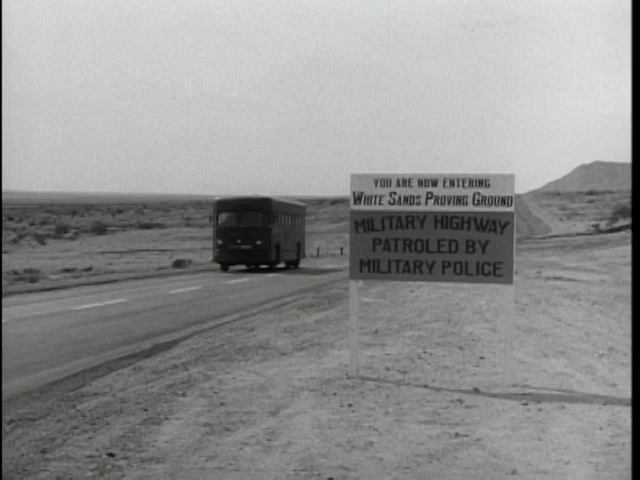 YOU ARE NOW ENTERING
WHITE SANDS PROVING GROUND
MILITARY HIGHWAY
PATROLED BY
MILITARY POLICE